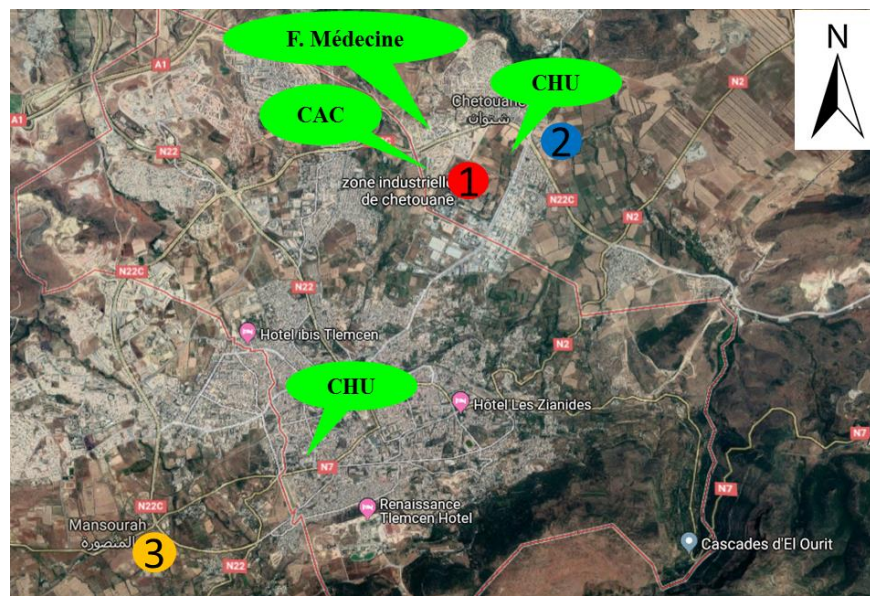 N
F. Médecine
A1
N2
Chetouane
شتوان
CHU
CAC
A1
N22
2
1
zone industrielle
de chetouane
N22C
N2
N22C
N22
Hotel ibis Tlemcen
N2
CHU
Hôtel Les Zianides
N7
N7
N7
N22C
Renaissance
Tlemcen Hotel
Mansourah
المنصورة
3
N22
Cascades d'El Ourit